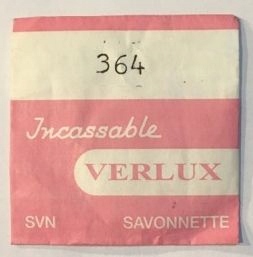 364
Incassable
VERLUX
SVN SAVONNETTE